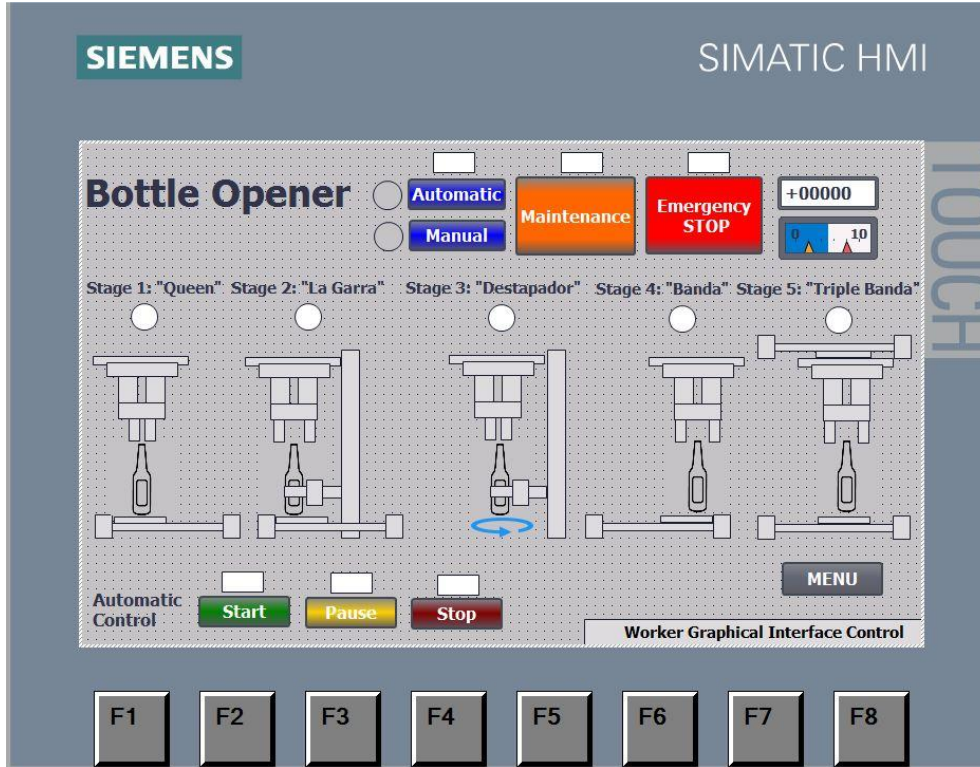 SIEMENS
SIMATIC HMI
TOUCH
Bottle Opener
Automatic
Manual
Maintenance
Emergency
STOP
+00000
0
10
Stage 1: "Queen"
Stage 2: "La Garra"
Stage 3: "Destapador"
Stage 4: "Banda"
Stage 5: "Triple Banda"
MENU
Automatic
Control
Start
Pause
Stop
Worker Graphical Interface Control
F1
F2
F3
F4
F5
F6
F7
F8